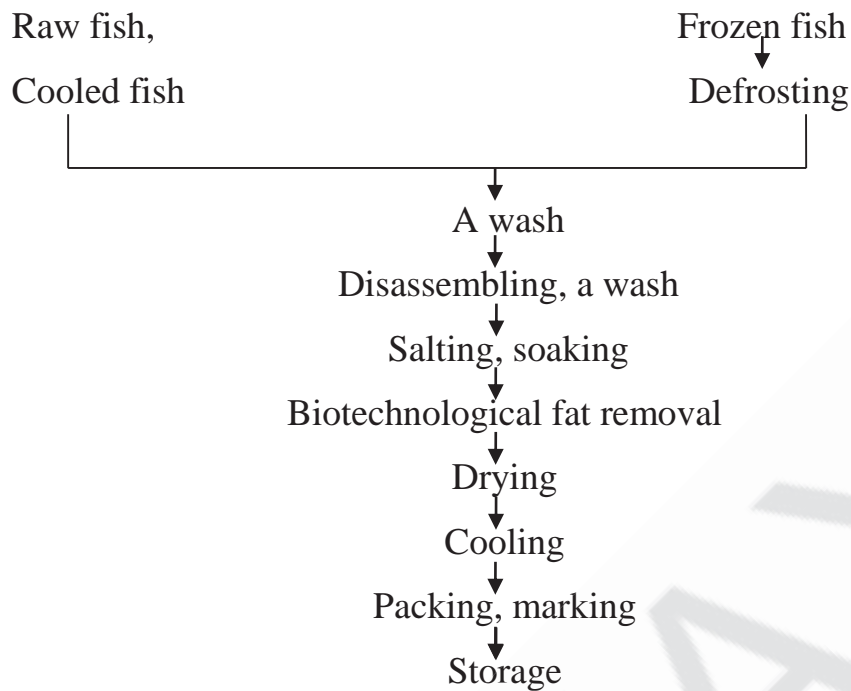 Raw fish,
Frozen fish
Cooled fish
Defrosting
A wash
Disassembling, a wash
Salting, soaking
Biotechnological fat removal
Drying
Cooling
Packing, marking
Storage